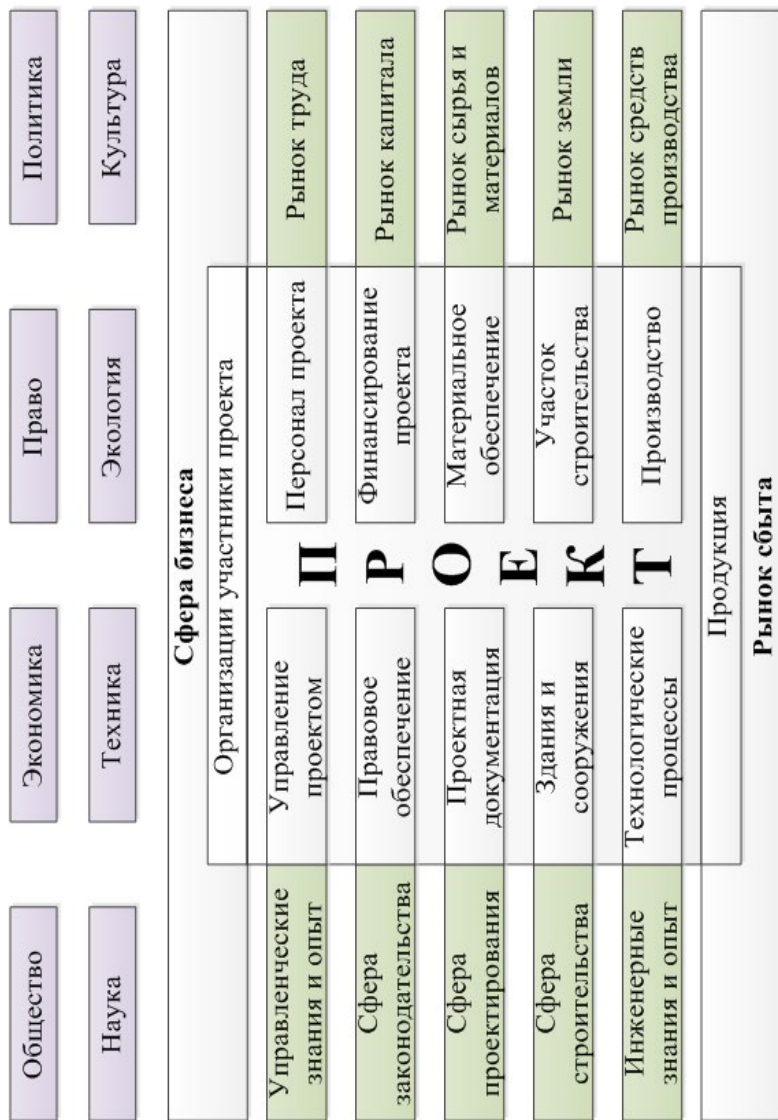 Общество
Экономика
Право
Политика
Наука
Техника
Экология
Культура
Сфера бизнеса
Организации участники проекта
Управленческие
знания и опыт
Управление
проектом
Персонал проекта
Рынок труда
Сфера
законодательства
Правовое
обеспечение
Финансирование
проекта
Рынок капитала
Сфера
проектирования
Проектная
документация
Материальное
обеспечение
Рынок сырья и
материалов
Сфера
строительства
Здания и
сооружения
Участок
строительства
Рынок земли
Инженерные
знания и опыт
Технологические
процессы
Производство
Рынок средств
производства
П
Р
О
Е
К
Т
Продукция
Рынок сбыта